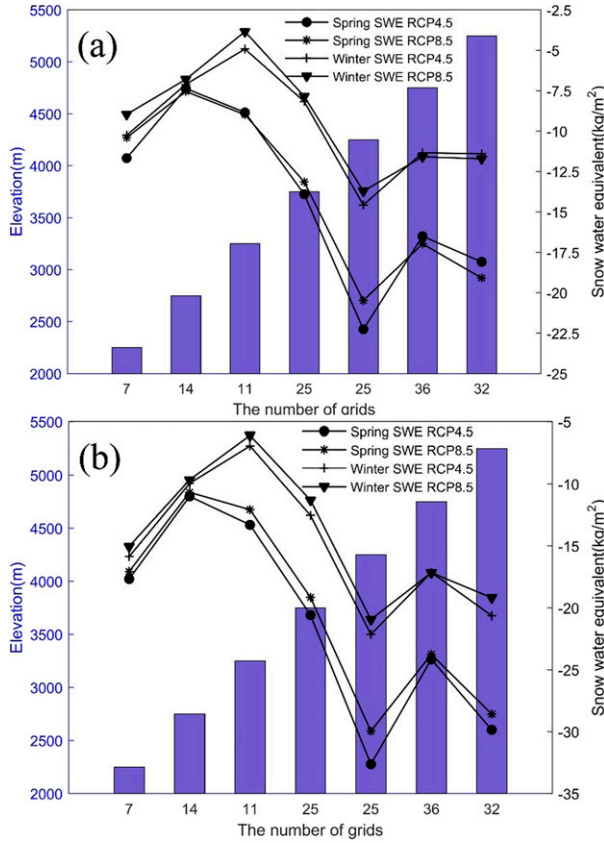 (a)
Spring SWE RCP4.5
Spring SWE RCP8.5
Winter SWE RCP4.5
Winter SWE RCP8.5
Elevation(m)
5500
5000
4500
4000
3500
3000
2500
2000
-2.5
-5
-7.5
-10
-12.5
-15
-17.5
-20
-22.5
-25
Snow water equivalent(kg/m²)
7 14 11 25 25 36 32
The number of grids
(b)
Spring SWE RCP4.5
Spring SWE RCP8.5
Winter SWE RCP4.5
Winter SWE RCP8.5
Elevation(m)
5500
5000
4500
4000
3500
3000
2500
2000
-5
-10
-15
-20
-25
-30
-35
Snow water equivalent(kg/m²)
7 14 11 25 25 36 32
The number of grids